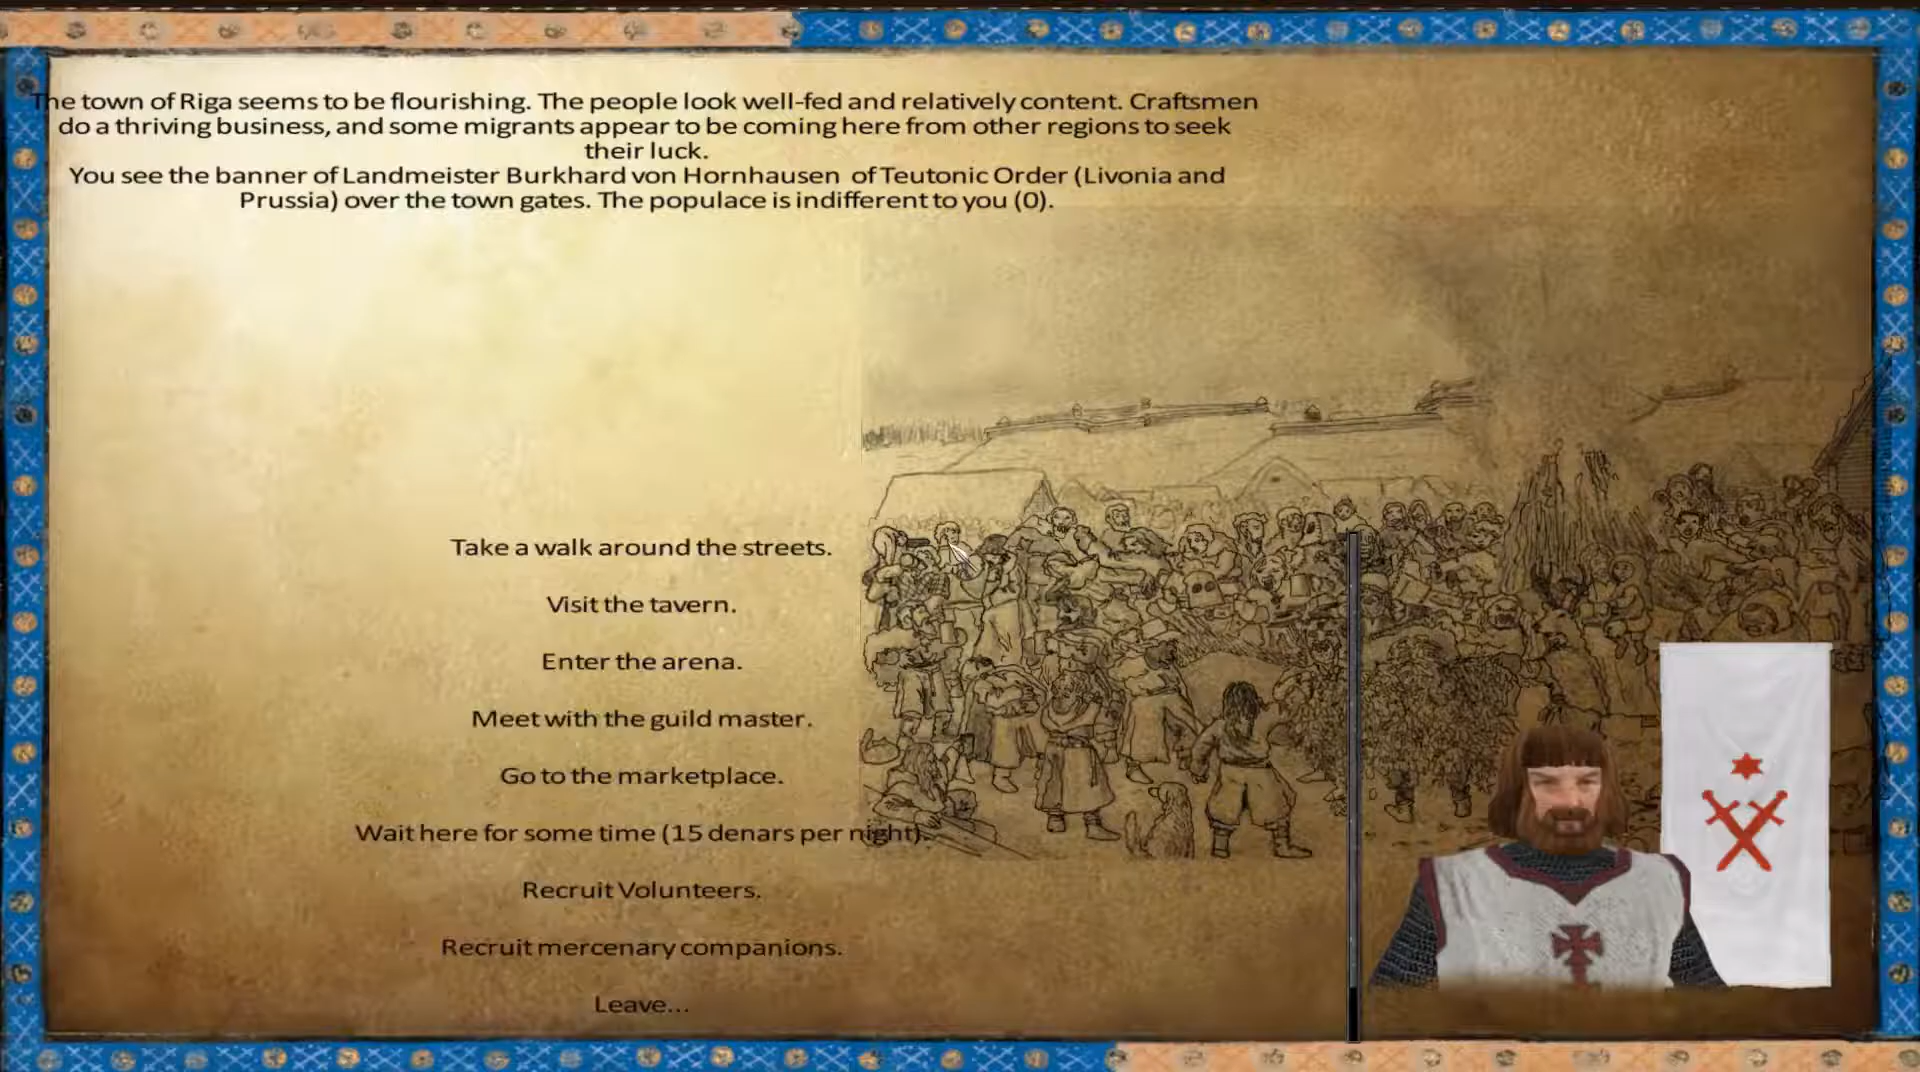 The town of Riga seems to be flourishing. The people look well-fed and relatively content. Craftsmen
do a thriving business, and some migrants appear to be coming here from other regions to seek
their luck.
You see the banner of Landmeister Burkhard von Hornhausen of Teutonic Order (Livonia and
Prussia) over the town gates. The populace is indifferent to you (0).
Take a walk around the streets.
Visit the tavern.
Enter the arena.
Meet with the guild master.
Go to the marketplace.
Wait here for some time (15 denars per night).
Recruit Volunteers.
Recruit mercenary companions.
Leave...